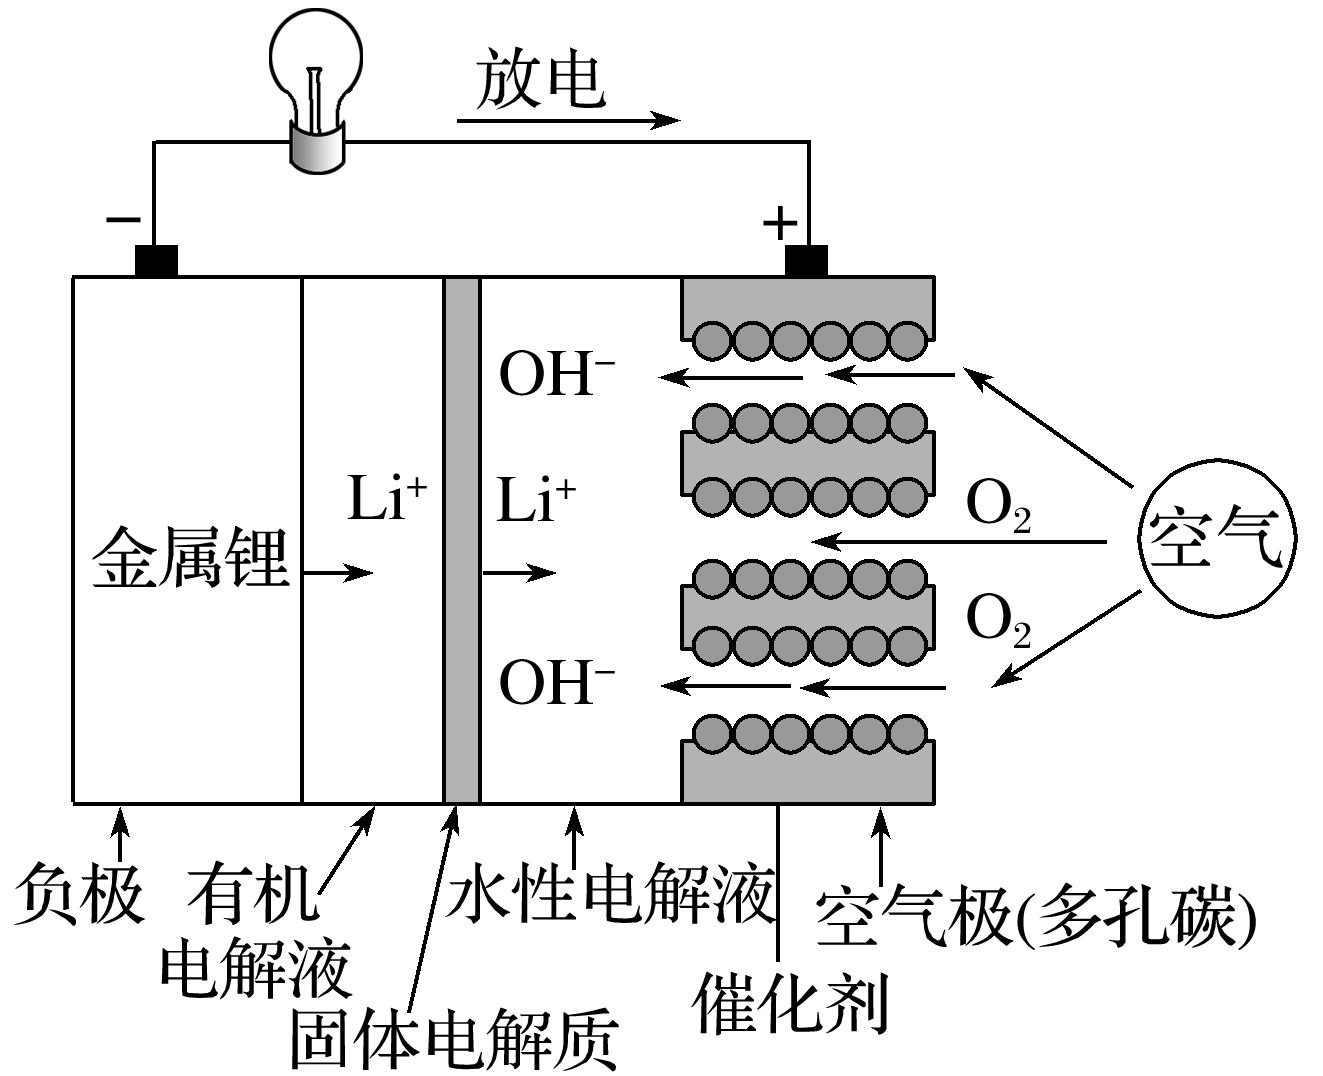 放电
−
+
OH⁻
Li⁺
Li⁺
O₂
金属锂
空气
O₂
OH⁻
负极
有机
电解液
水性电解液
空气极(多孔碳)
催化剂
固体电解质